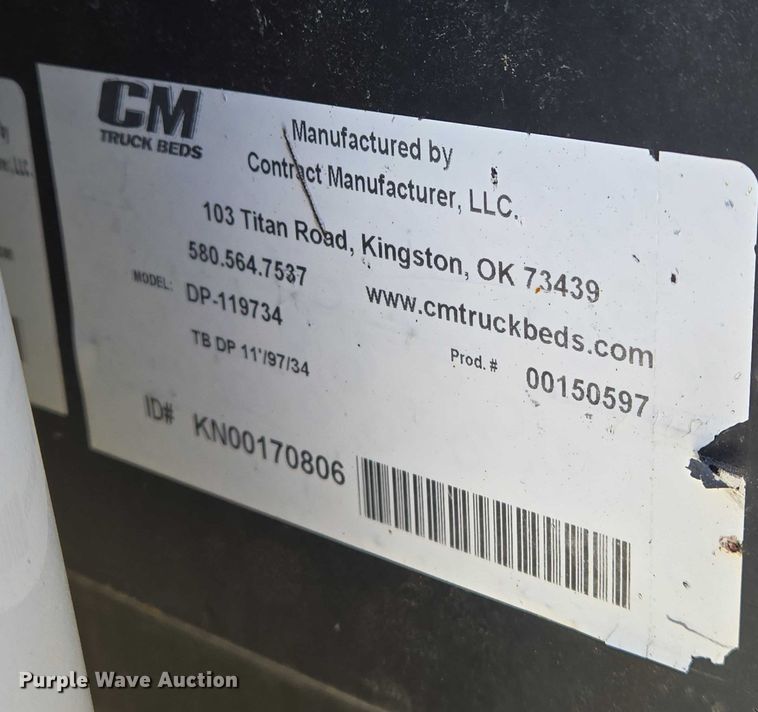 CM
TRUCK BEDS
Manufactured by
Contract Manufacturer, LLC.
103 Titan Road, Kingston, OK 73439
580.564.7537
www.cmtruckbeds.com
MODEL: DP-119734
TB DP 11'/97/34
Prod. # 00150597
ID# KN00170806
Purple Wave Auction